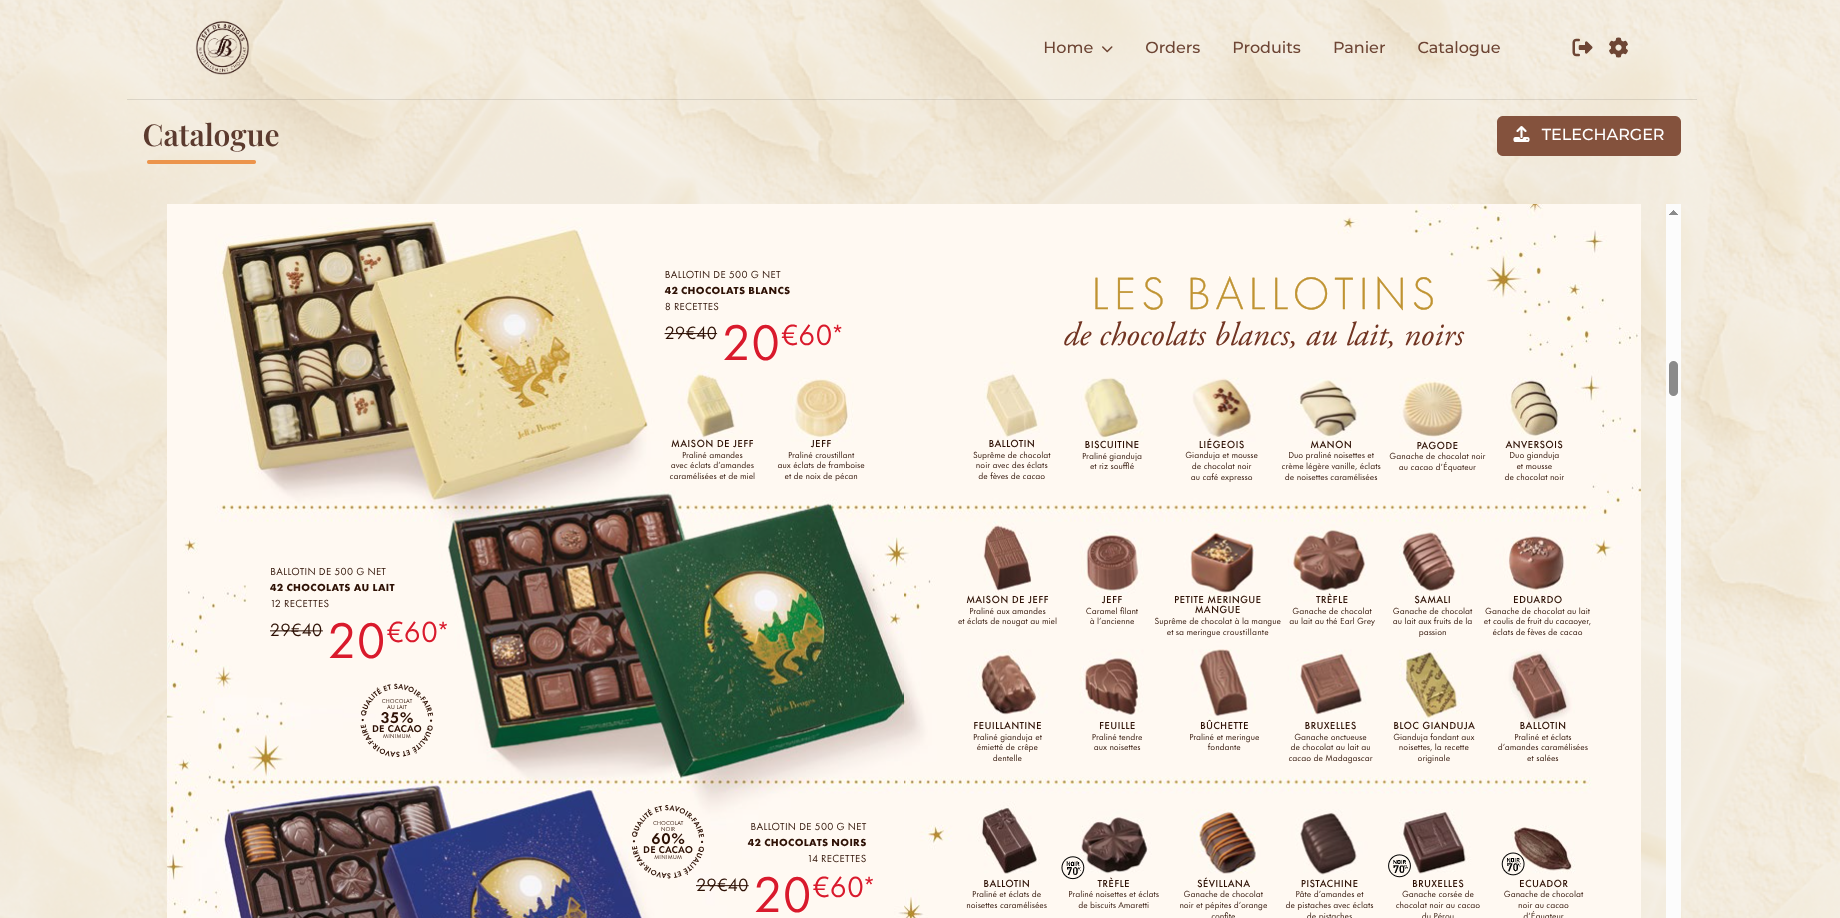 JEFF DE BRUGES
Home
Orders
Produits
Panier
Catalogue
Catalogue
TELECHARGER
BALLOTIN DE 500 G NET
42 CHOCOLATS BLANCS
8 RECETTES
29€40 20€60*
LES BALLOTINS
de chocolats blancs, au lait, noirs
MAISON DE JEFF
Praliné amandes
avec éclats d'amandes
caramélisées et de miel
JEFF
Praliné croustillant
aux éclats de framboise
et de noix de pécan
BALLOTIN
Suprême de chocolat
noir avec des éclats
de fèves de cacao
BISCUITINE
Praliné gianduja
et riz soufflé
LIÉGEOIS
Gianduja et mousse
de chocolat noir
au café expresso
MANON
Duo praliné noisettes et
crème légère vanille, éclats
de noisettes caramélisées
PAGODE
Ganache de chocolat noir
au cacao d'Équateur
ANVERSOIS
Duo gianduja
et mousse
de chocolat noir
Jeff de Bruges
BALLOTIN DE 500 G NET
42 CHOCOLATS AU LAIT
12 RECETTES
29€40 20€60*
QUALITÉ ET SAVOIR-FAIRE • QUALITÉ ET SAVOIR-FAIRE •
CHOCOLAT
AU LAIT
35%
DE CACAO
MINIMUM
Jeff de Bruges
MAISON DE JEFF
Praliné aux amandes
et éclats de nougat au miel
JEFF
Caramel filant
à l'ancienne
PETITE MERINGUE
MANGUE
Suprême de chocolat à la mangue
et sa meringue croustillante
TRÈFLE
Ganache de chocolat
au lait au thé Earl Grey
SAMALI
Ganache de chocolat
au lait aux fruits de la
passion
EDUARDO
Ganache de chocolat au lait
et coulis de fruit du cacaoyer,
éclats de fèves de cacao
FEUILLANTINE
Praliné gianduja et
émietté de crêpe
dentelle
FEUILLE
Praliné tendre
aux noisettes
BÛCHETTE
Praliné et meringue
fondante
BRUXELLES
Ganache onctueuse
de chocolat au lait au
cacao de Madagascar
BLOC GIANDUJA
Gianduja fondant aux
noisettes, la recette
originale
BALLOTIN
Praliné et éclats
d'amandes caramélisées
et salées
QUALITÉ ET SAVOIR-FAIRE • QUALITÉ ET SAVOIR-FAIRE •
CHOCOLAT
NOIR
60%
DE CACAO
MINIMUM
BALLOTIN DE 500 G NET
42 CHOCOLATS NOIRS
14 RECETTES
29€40 20€60*
BALLOTIN
Praliné et éclats de
noisettes caramélisées
NOIR
70%
TRÈFLE
Praliné noisettes et éclats
de biscuits Amaretti
SÉVILLANA
Ganache de chocolat
noir et pépites d'orange
confite
PISTACHINE
Pâte d'amandes et
de pistaches avec éclats
de pistaches
NOIR
70%
BRUXELLES
Ganache corsée de
chocolat noir au cacao
du Pérou
NOIR
70%
ECUADOR
Ganache de chocolat
noir au cacao
d'Équateur